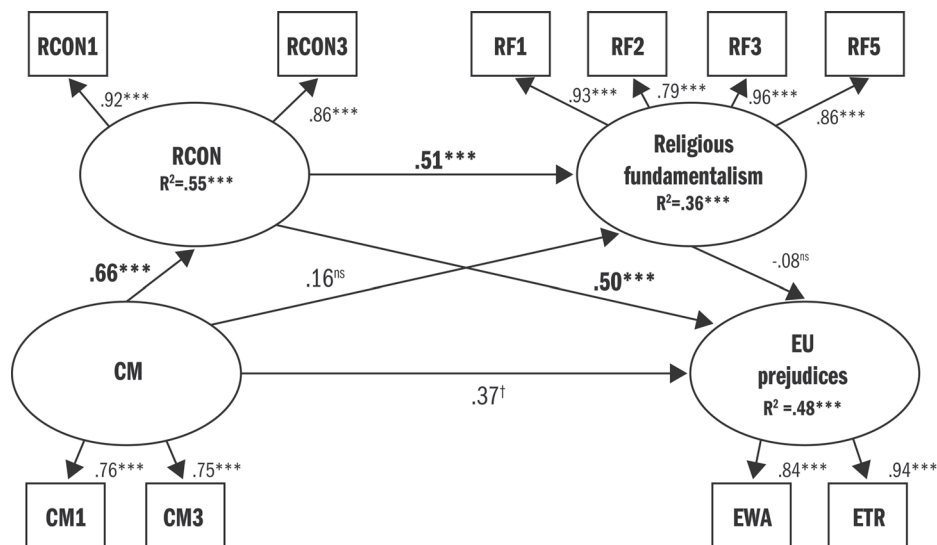 RCON1
RCON3
RF1
RF2
RF3
RF5
.92***
.86***
.93***
.79***
.96***
.86***
RCON
R²=.55***
.51***
Religious
fundamentalism
R²=.36***
.66***
.16ns
.50***
-.08ns
CM
.37†
EU
prejudices
R² =.48***
.76***
.75***
.84***
.94***
CM1
CM3
EWA
ETR